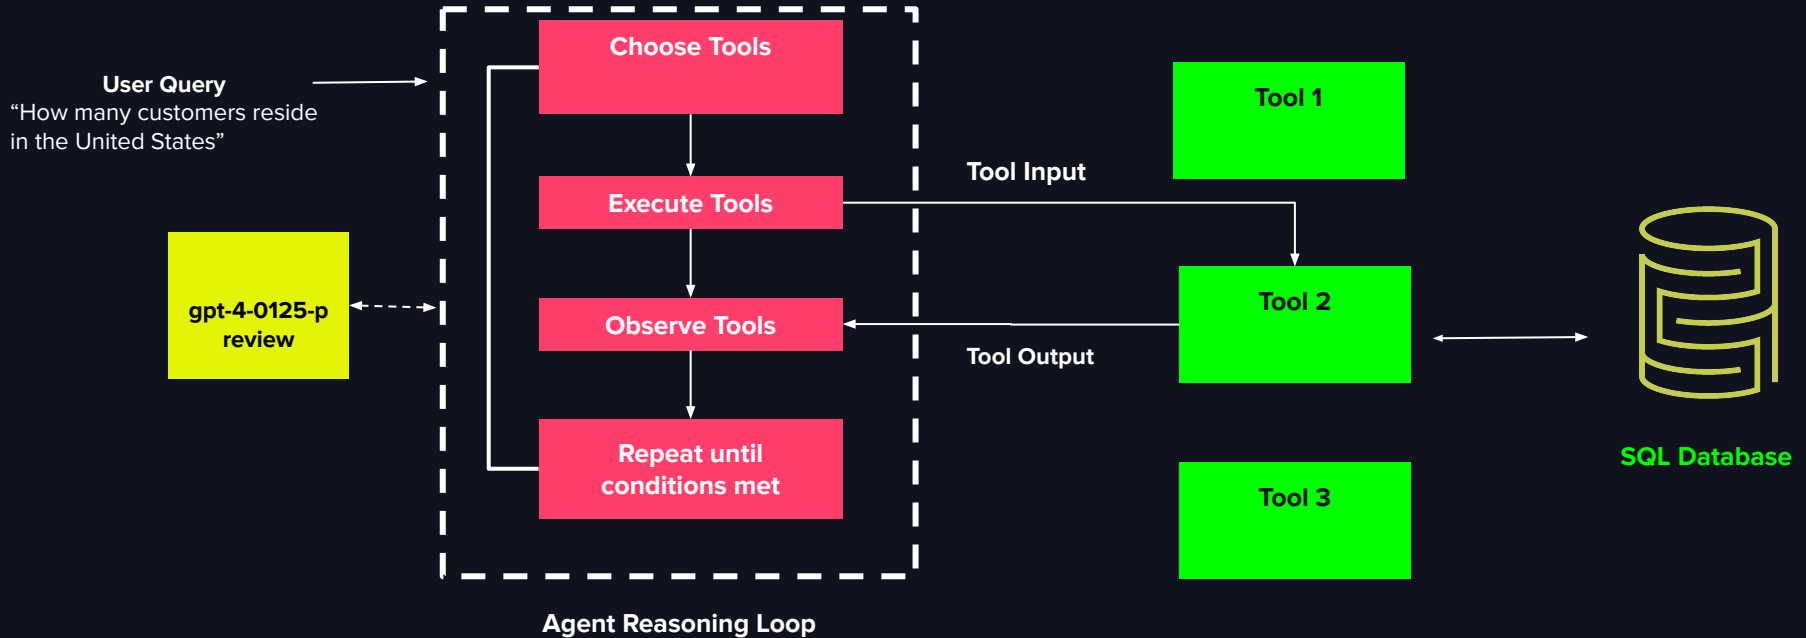 User Query
“How many customers reside
in the United States”
gpt-4-0125-p
review
Choose Tools
Execute Tools
Observe Tools
Repeat until
conditions met
Agent Reasoning Loop
Tool Input
Tool Output
Tool 1
Tool 2
Tool 3
SQL Database